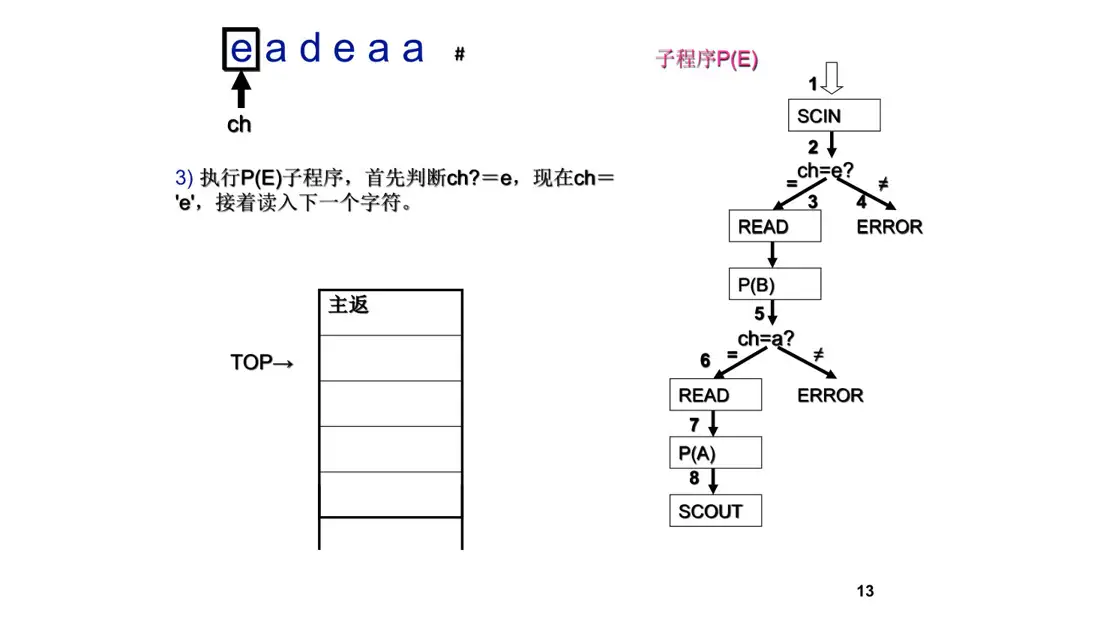 e a d e a a #
ch
3) 执行P(E)子程序，首先判断ch?＝e，现在ch＝
'e'，接着读入下一个字符。
主返
TOP→
子程序P(E)
1
SCIN
2
ch=e?
= ≠
3 4
READ ERROR
P(B)
5
ch=a?
6 = ≠
READ ERROR
7
P(A)
8
SCOUT
13